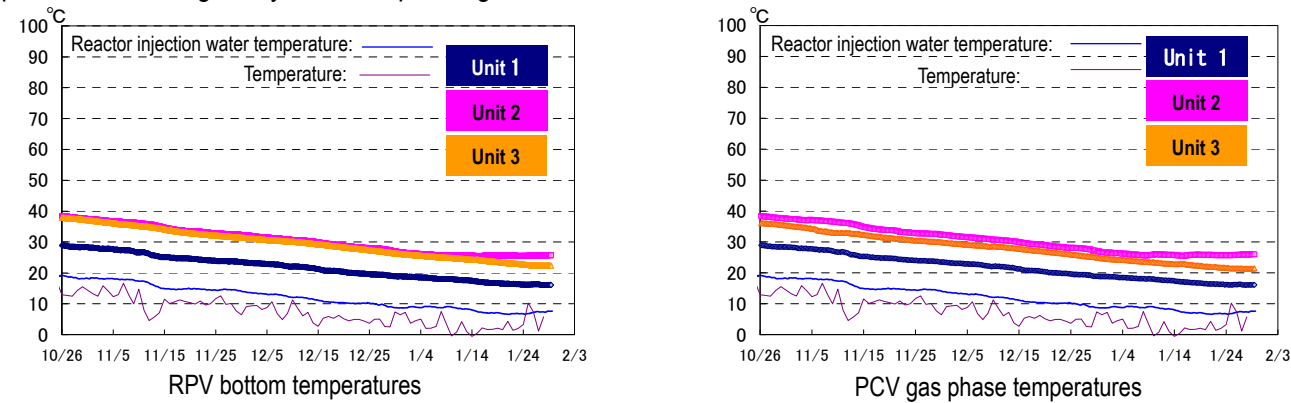 ℃
100
Reactor injection water temperature:
90
Temperature:
80
70
60
50
40
30
20
10
0
Unit 1
Unit 2
Unit 3
10/26 11/5 11/15 11/25 12/5 12/15 12/25 1/4 1/14 1/24 2/3
RPV bottom temperatures
℃
100
Reactor injection water temperature:
90
Temperature:
80
70
60
50
40
30
20
10
0
Unit 1
Unit 2
Unit 3
10/26 11/5 11/15 11/25 12/5 12/15 12/25 1/4 1/14 1/24 2/3
PCV gas phase temperatures